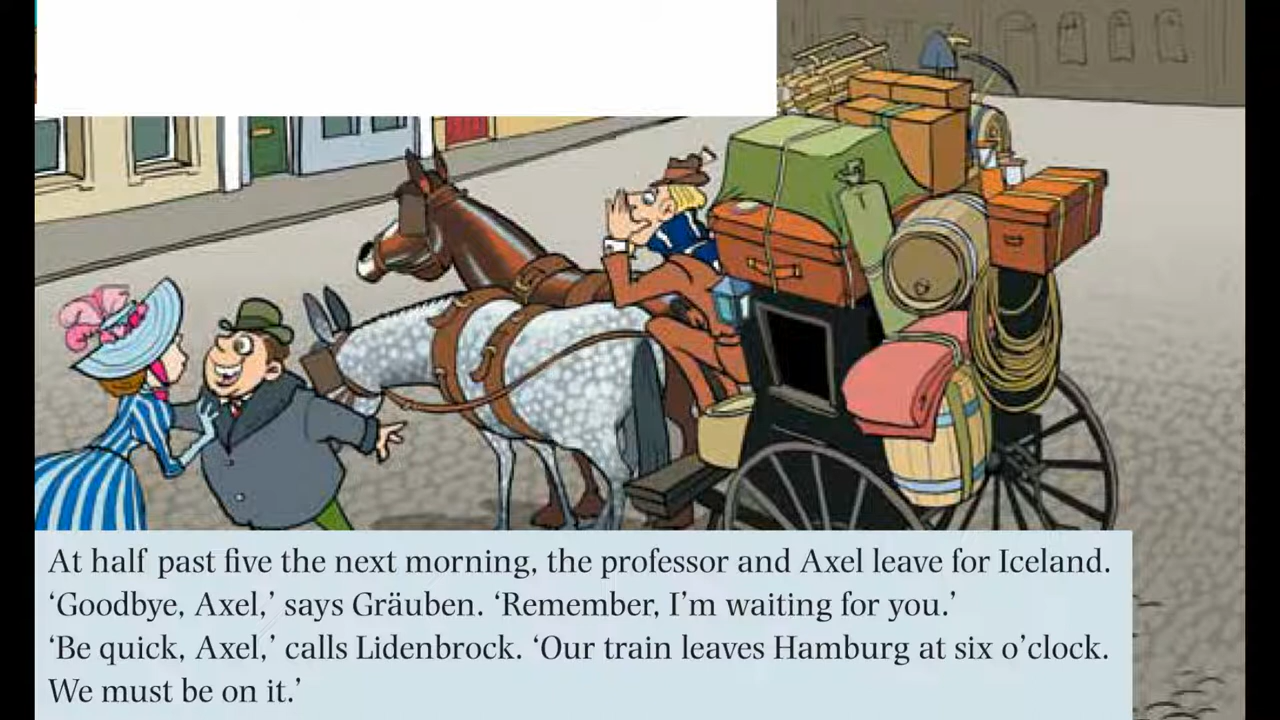 At half past five the next morning, the professor and Axel leave for Iceland.
‘Goodbye, Axel,’ says Gräuben. ‘Remember, I’m waiting for you.’
‘Be quick, Axel,’ calls Lidenbrock. ‘Our train leaves Hamburg at six o’clock.
We must be on it.’